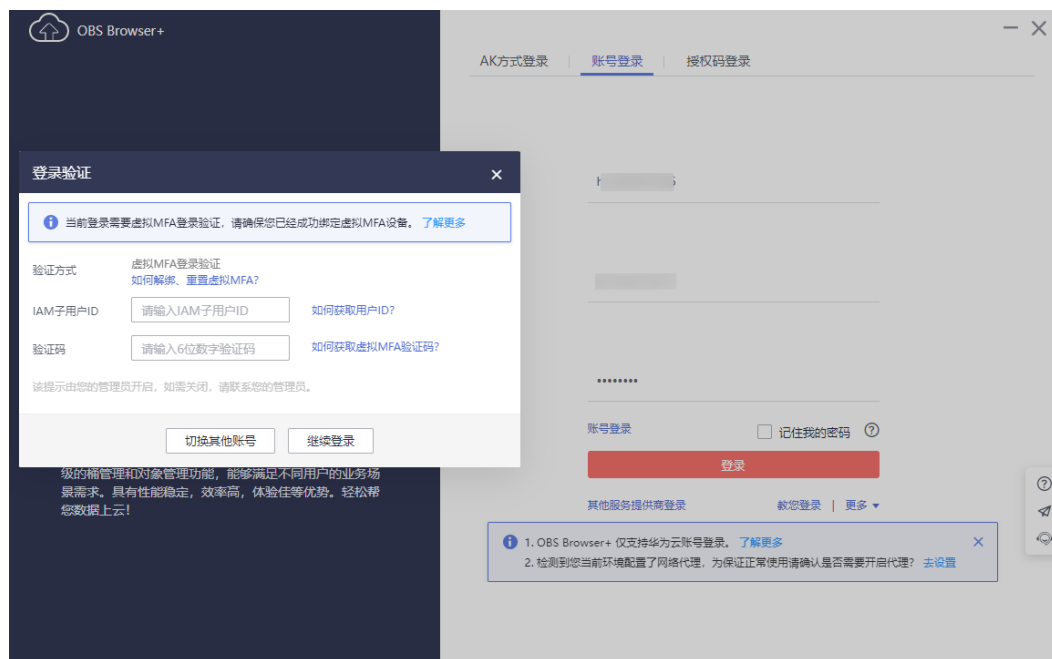 OBS Browser+
AK方式登录
账号登录
授权码登录
登录验证
当前登录需要虚拟MFA登录验证，请确保您已经成功绑定虚拟MFA设备。 了解更多
验证方式
虚拟MFA登录验证
如何解绑、重置虚拟MFA?
IAM子用户ID
请输入IAM子用户ID
如何获取用户ID?
验证码
请输入6位数字验证码
如何获取虚拟MFA验证码?
该提示由您的管理员开启，如需关闭，请联系您的管理员。
切换其他账号
继续登录
级的桶管理和对象管理功能，能够满足不同用户的业务场
景需求。具有性能稳定，效率高，体验佳等优势。轻松帮
您数据上云!
账号登录
记住我的密码
登录
其他服务提供商登录
教您登录
更多
1. OBS Browser+ 仅支持华为云账号登录。 了解更多
2. 检测到您当前环境配置了网络代理，为保证正常使用请确认是否需要开启代理? 去设置